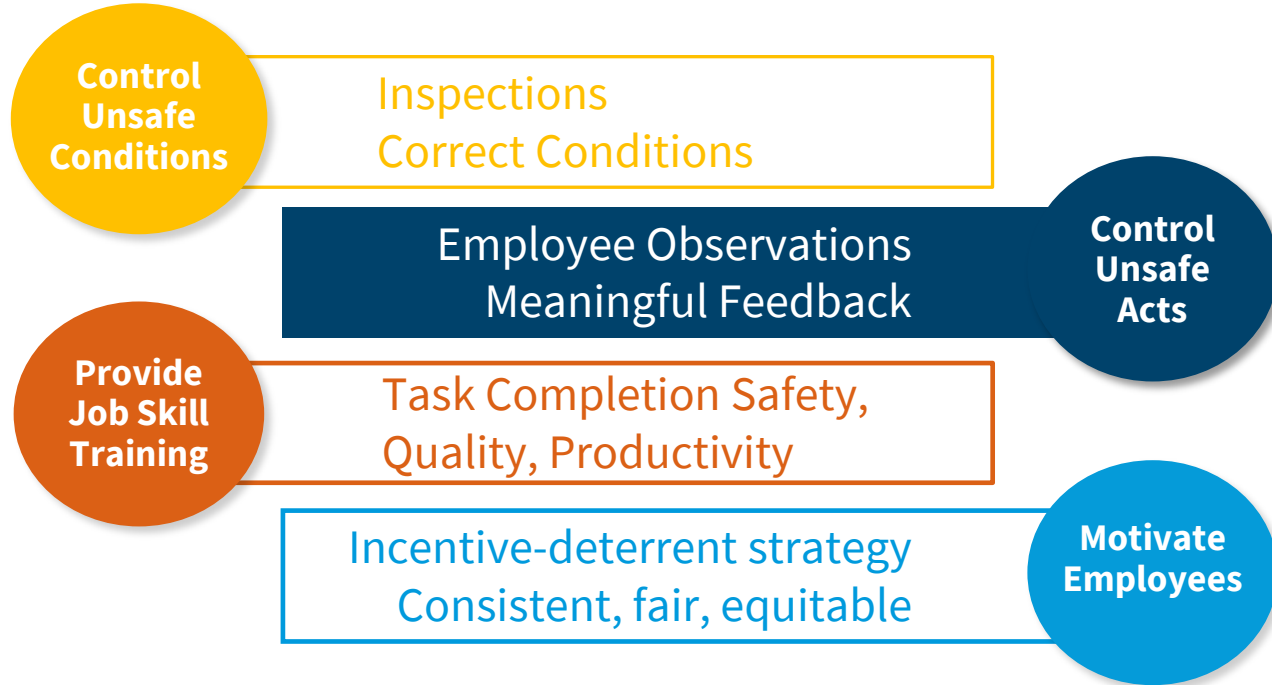 Control
Unsafe
Conditions
Inspections
Correct Conditions
Employee Observations
Meaningful Feedback
Control
Unsafe
Acts
Provide
Job Skill
Training
Task Completion Safety,
Quality, Productivity
Incentive-deterrent strategy
Consistent, fair, equitable
Motivate
Employees